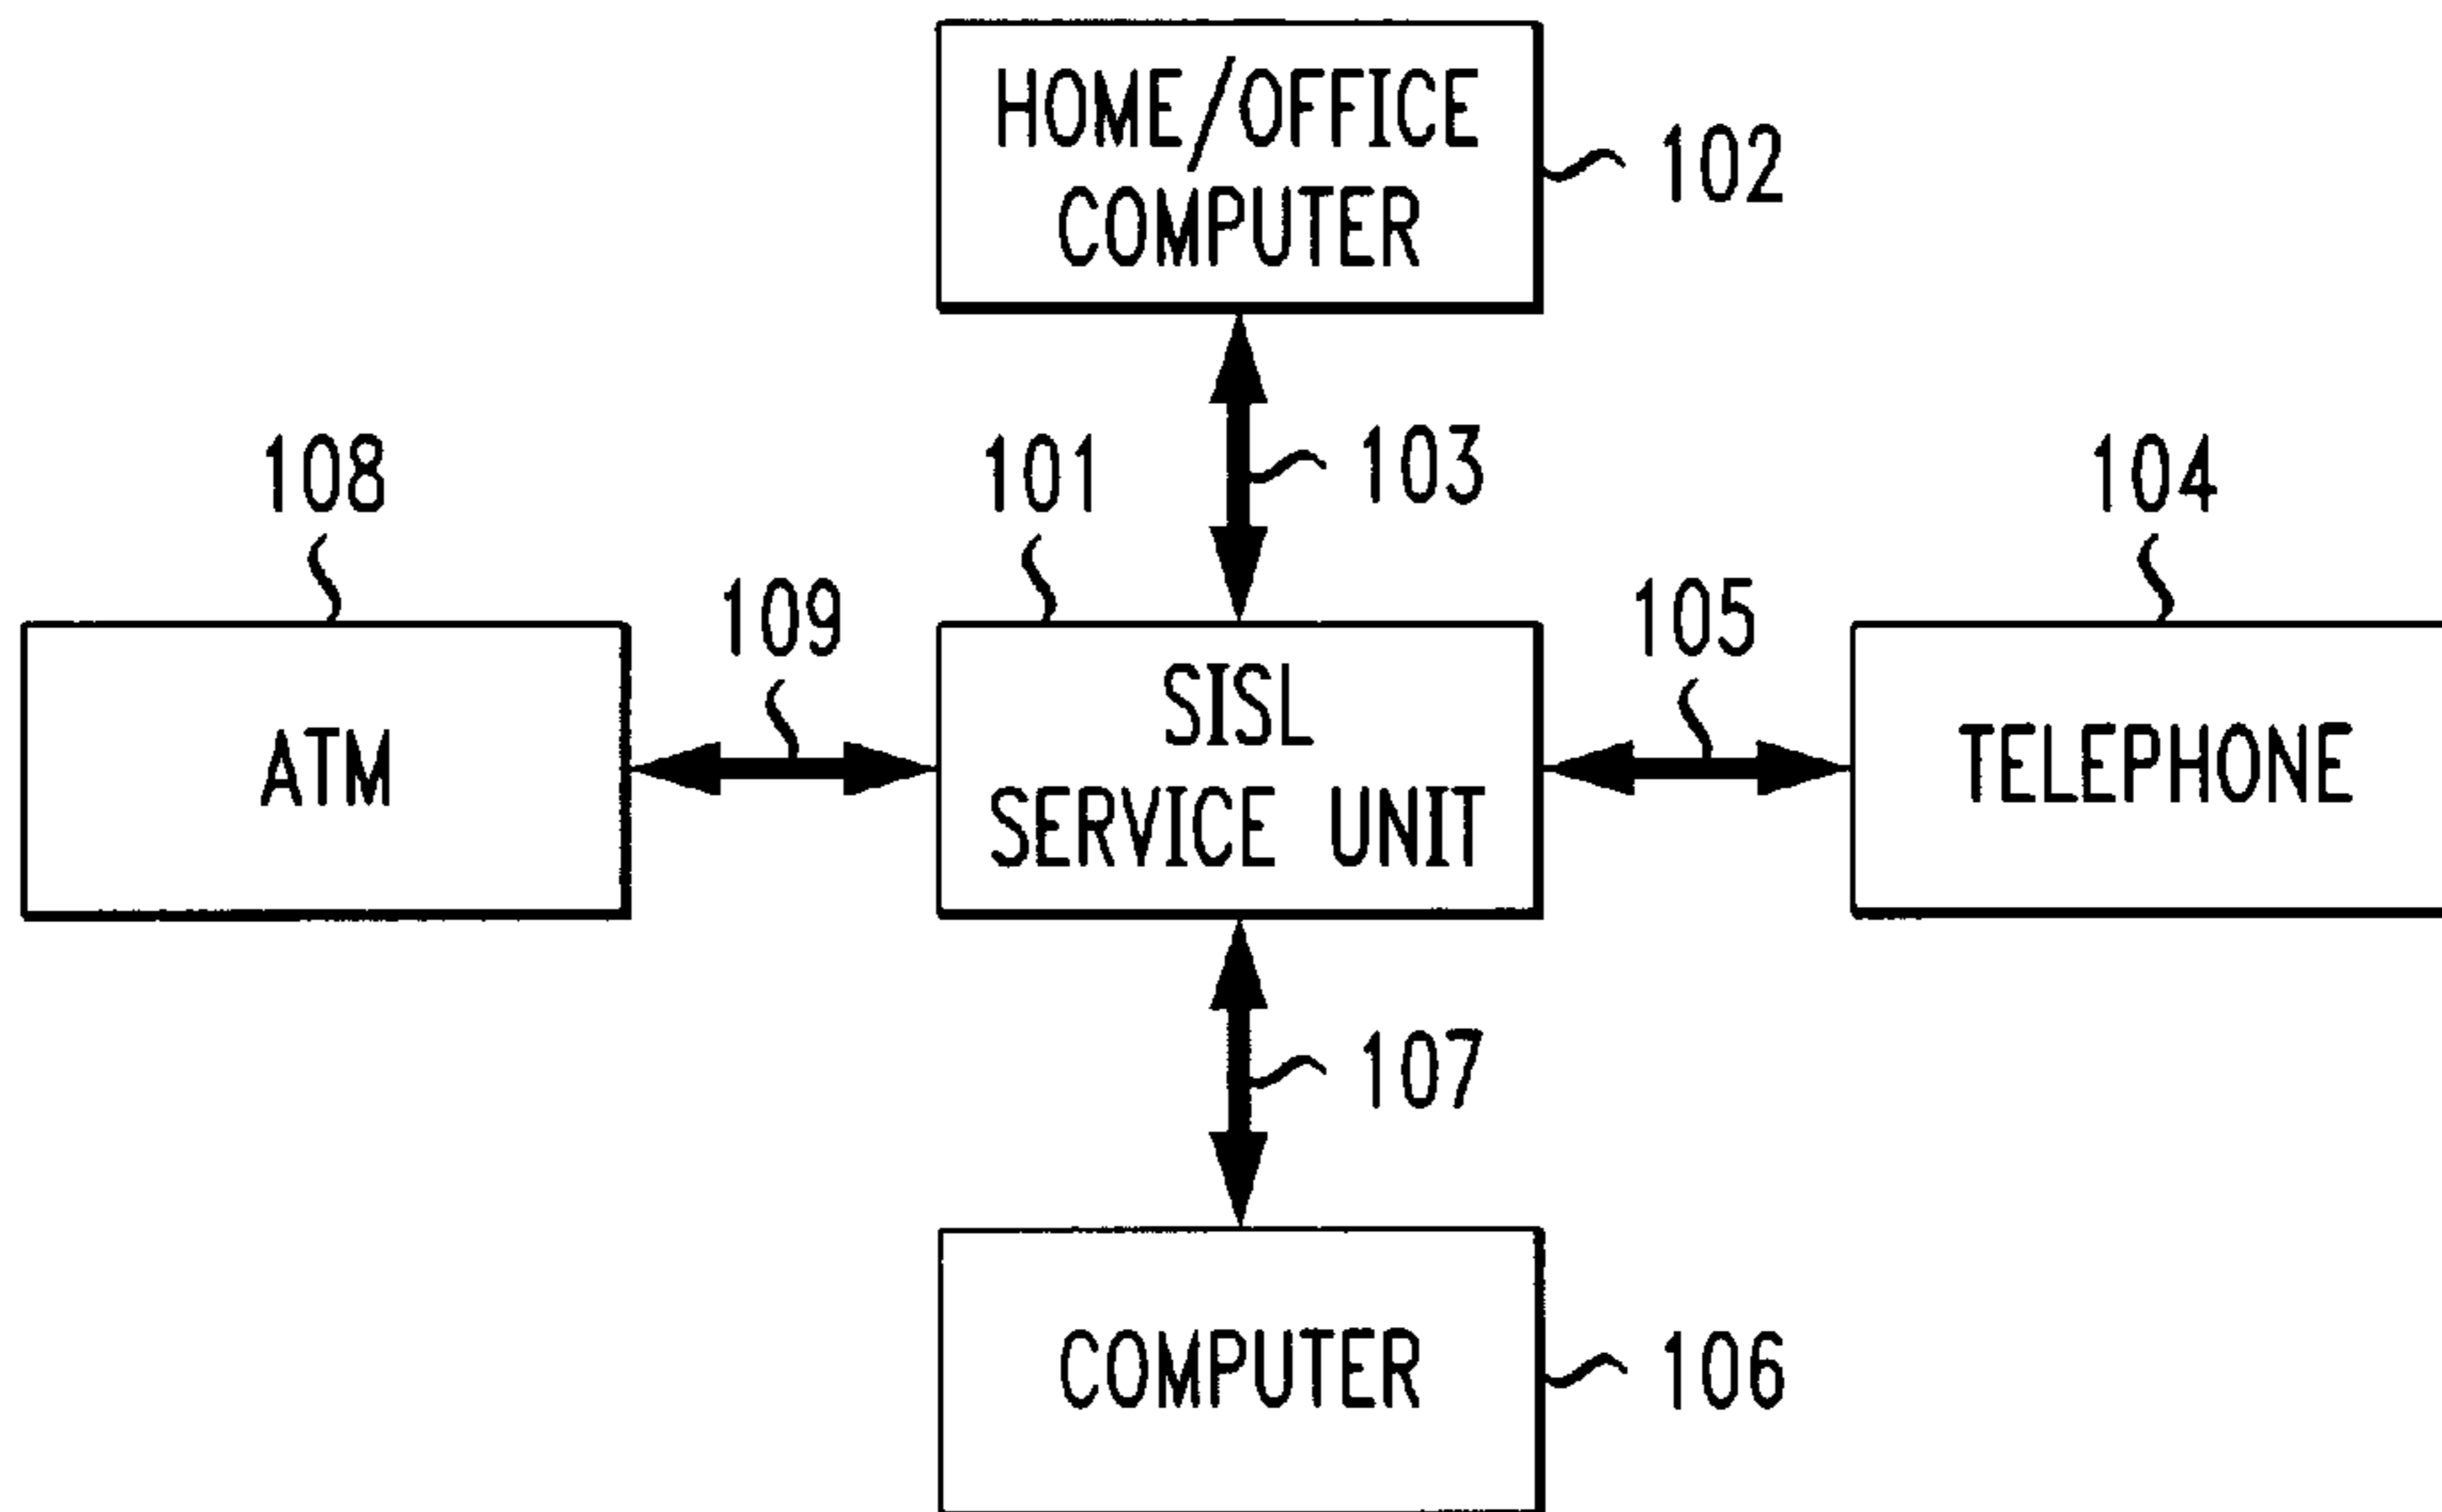 HOME/OFFICE
COMPUTER
102
103
108
101
104
109
105
ATM
SISL
SERVICE UNIT
TELEPHONE
107
COMPUTER
106